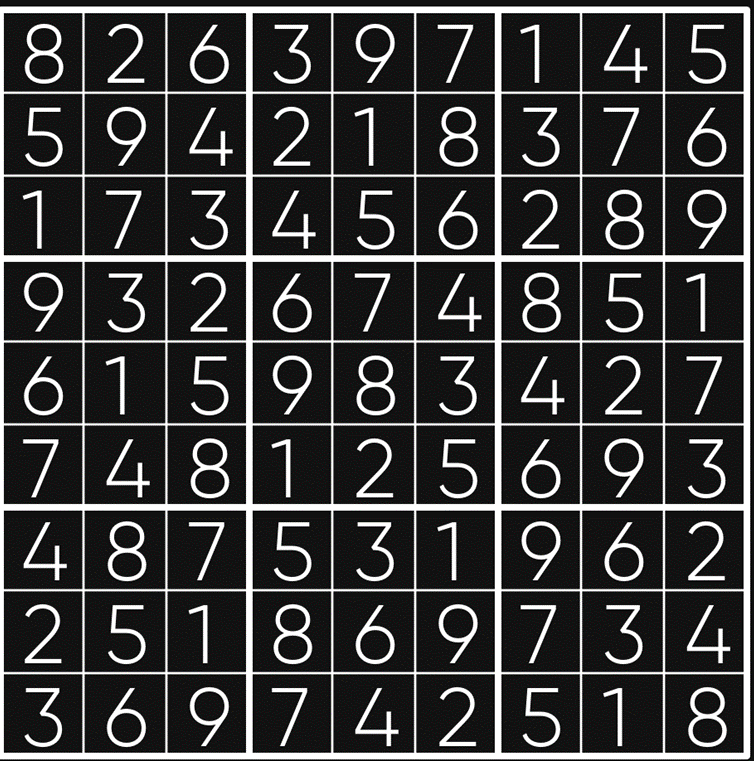 8 2 6 3 9 7 1 4 5
5 9 4 2 1 8 3 7 6
1 7 3 4 5 6 2 8 9
9 3 2 6 7 4 8 5 1
6 1 5 9 8 3 4 2 7
7 4 8 1 2 5 6 9 3
4 8 7 5 3 1 9 6 2
2 5 1 8 6 9 7 3 4
3 6 9 7 4 2 5 1 8